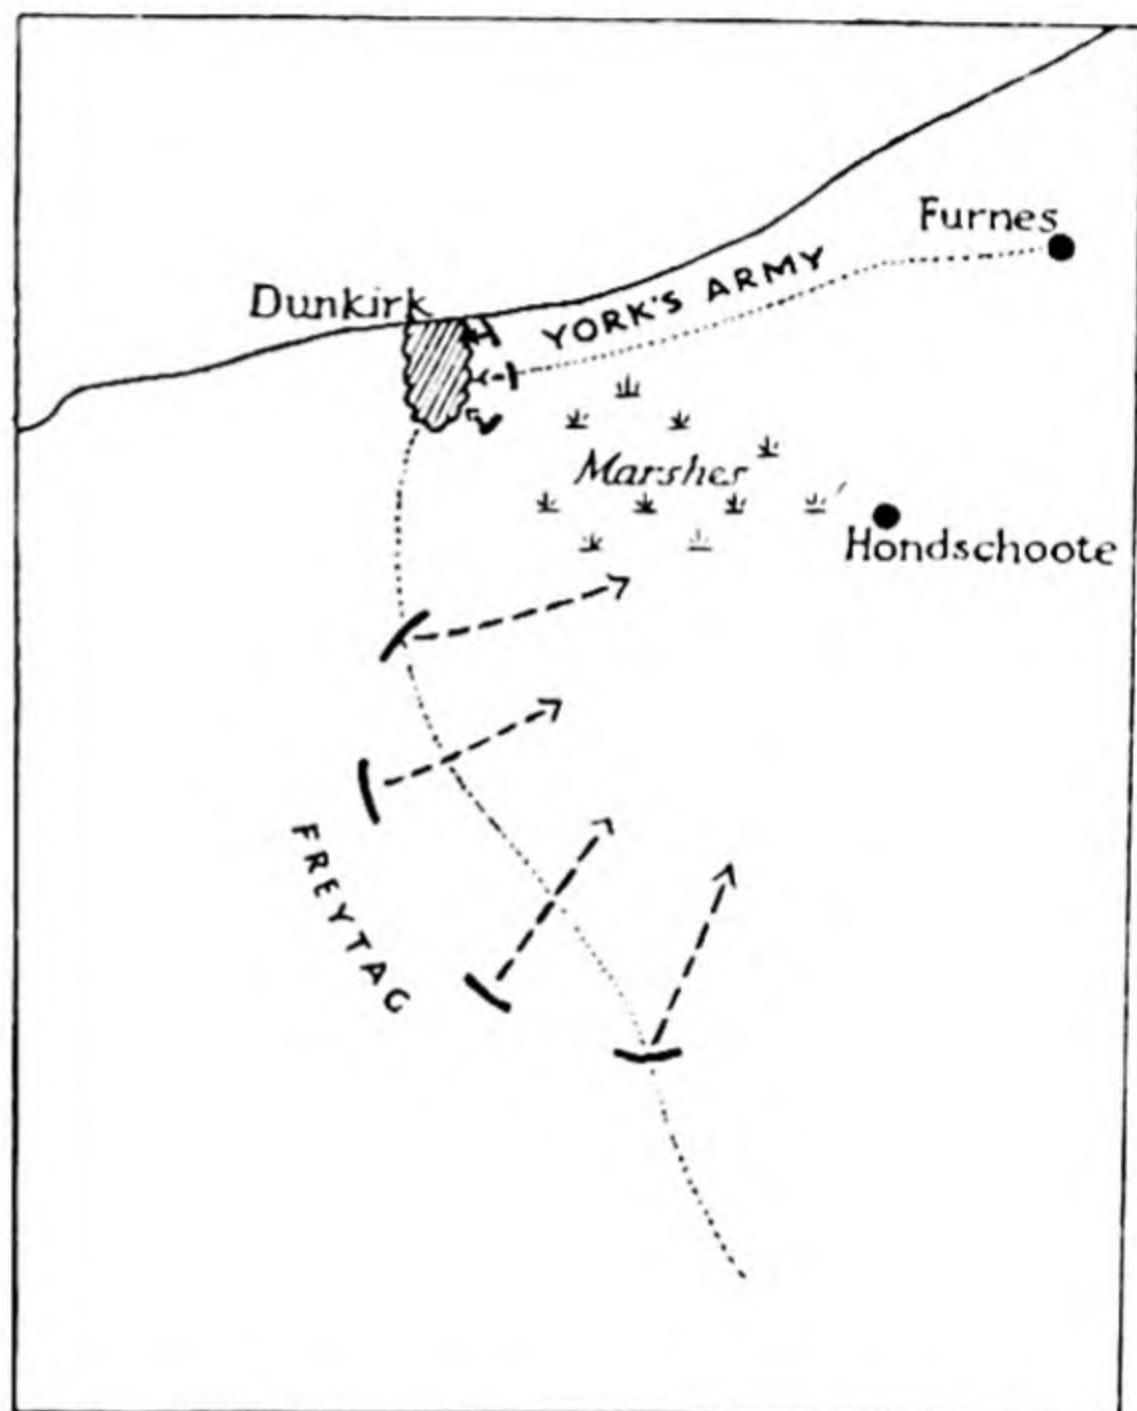 Furnes
Dunkirk
YORK'S ARMY
Marshes
Hondschoote
FREYTAG